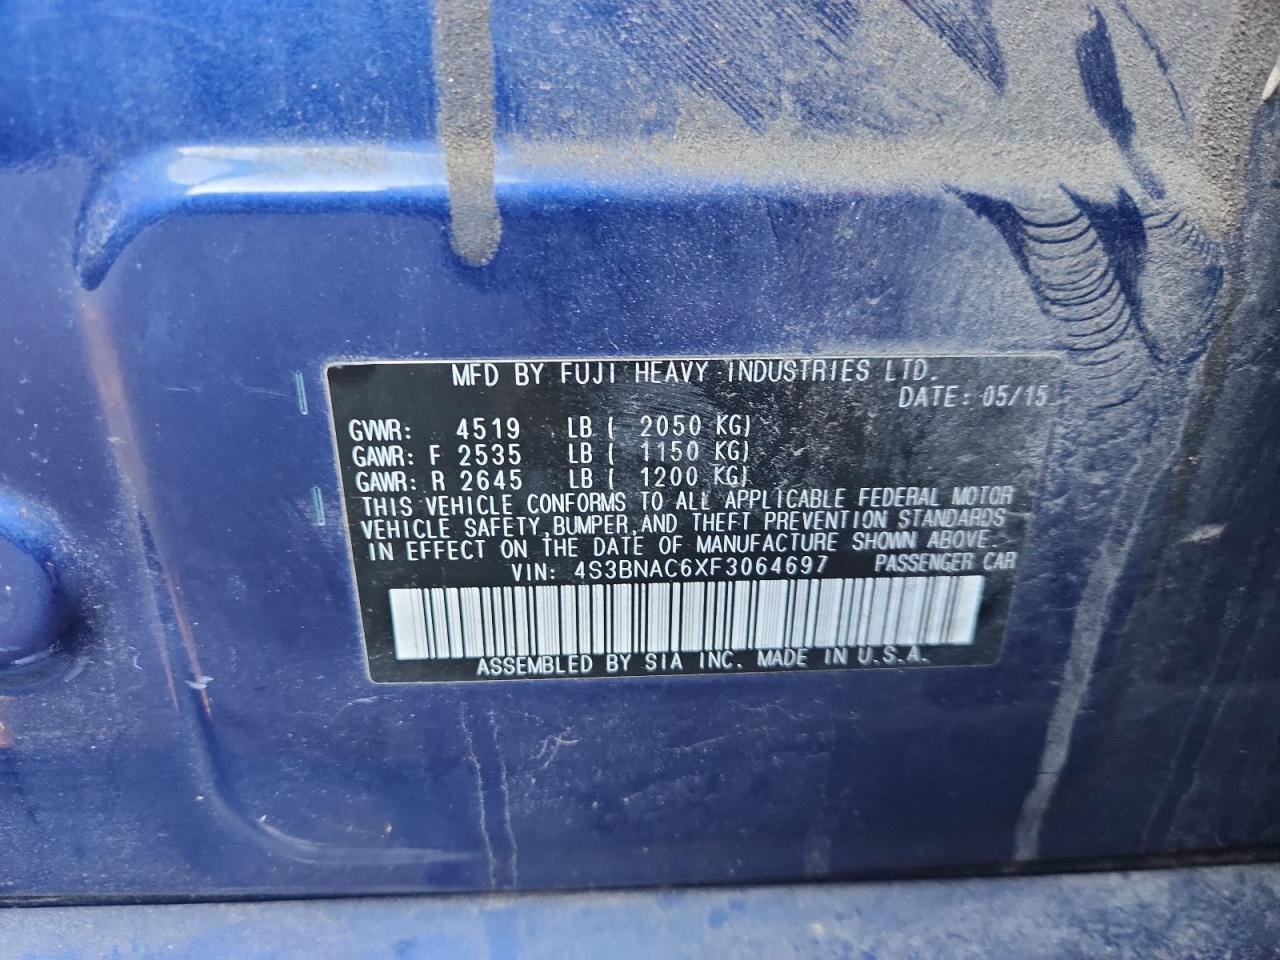 MFD BY FUJI HEAVY INDUSTRIES LTD.
DATE: 05/15
GVWR: 4519 LB ( 2050 KG)
GAWR: F 2535 LB ( 1150 KG)
GAWR: R 2645 LB ( 1200 KG)
THIS VEHICLE CONFORMS TO ALL APPLICABLE FEDERAL MOTOR
VEHICLE SAFETY,BUMPER,AND THEFT PREVENTION STANDARDS
IN EFFECT ON THE DATE OF MANUFACTURE SHOWN ABOVE.
VIN: 4S3BNAC6XF3064697 PASSENGER CAR
ASSEMBLED BY SIA INC. MADE IN U.S.A.